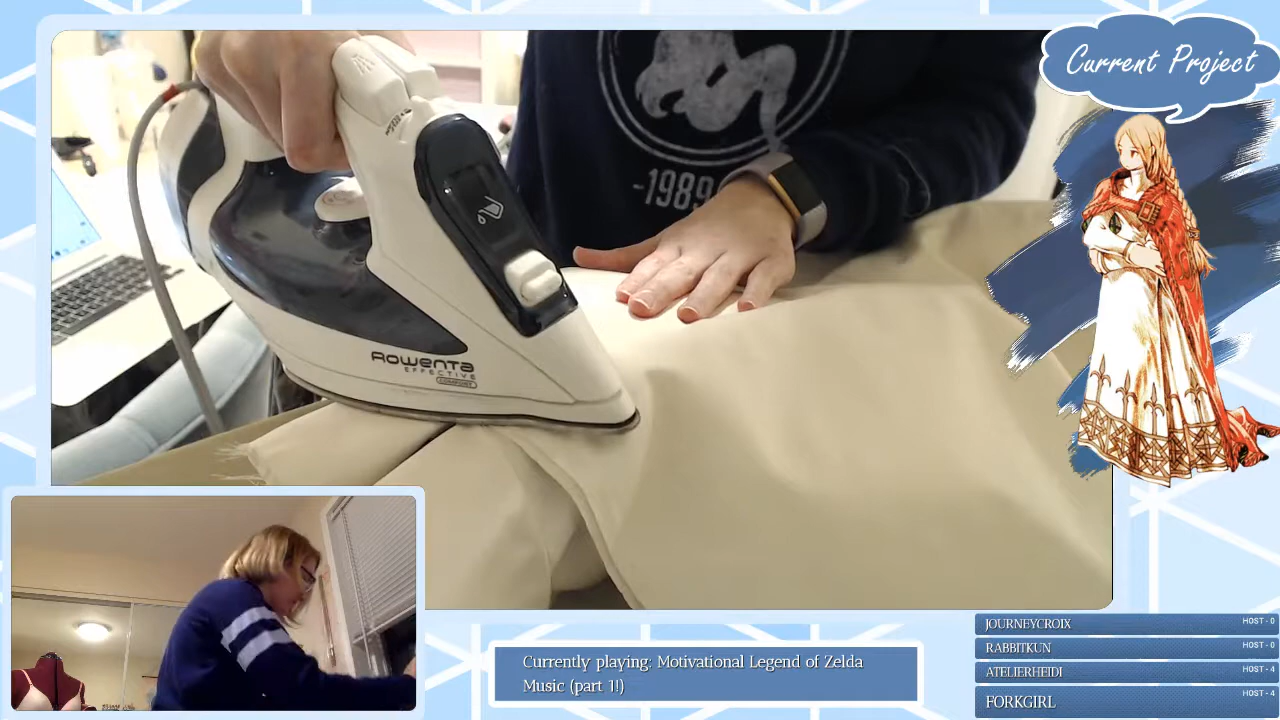 Current Project
-1989
Rowenta
EFFECTIVE
COMFORT
Currently playing: Motivational Legend of Zelda
Music (part 1!)
JOURNEYCROIX HOST - 0
RABBITKUN HOST - 0
ATELIERHEIDI HOST - 4
FORKGIRL HOST - 4